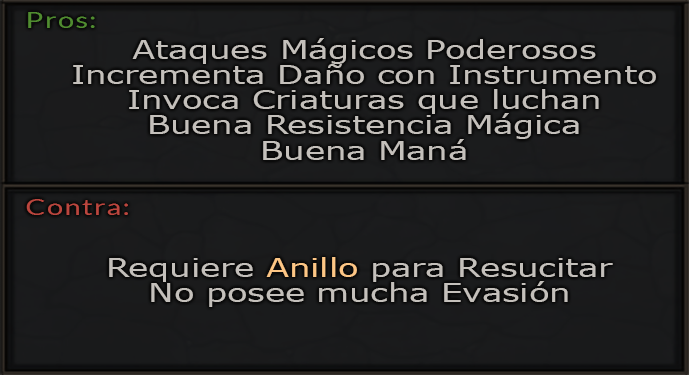 Pros:
Ataques Mágicos Poderosos
Incrementa Daño con Instrumento
Invoca Criaturas que luchan
Buena Resistencia Mágica
Buena Maná
Contra:
Requiere Anillo para Resucitar
No posee mucha Evasión